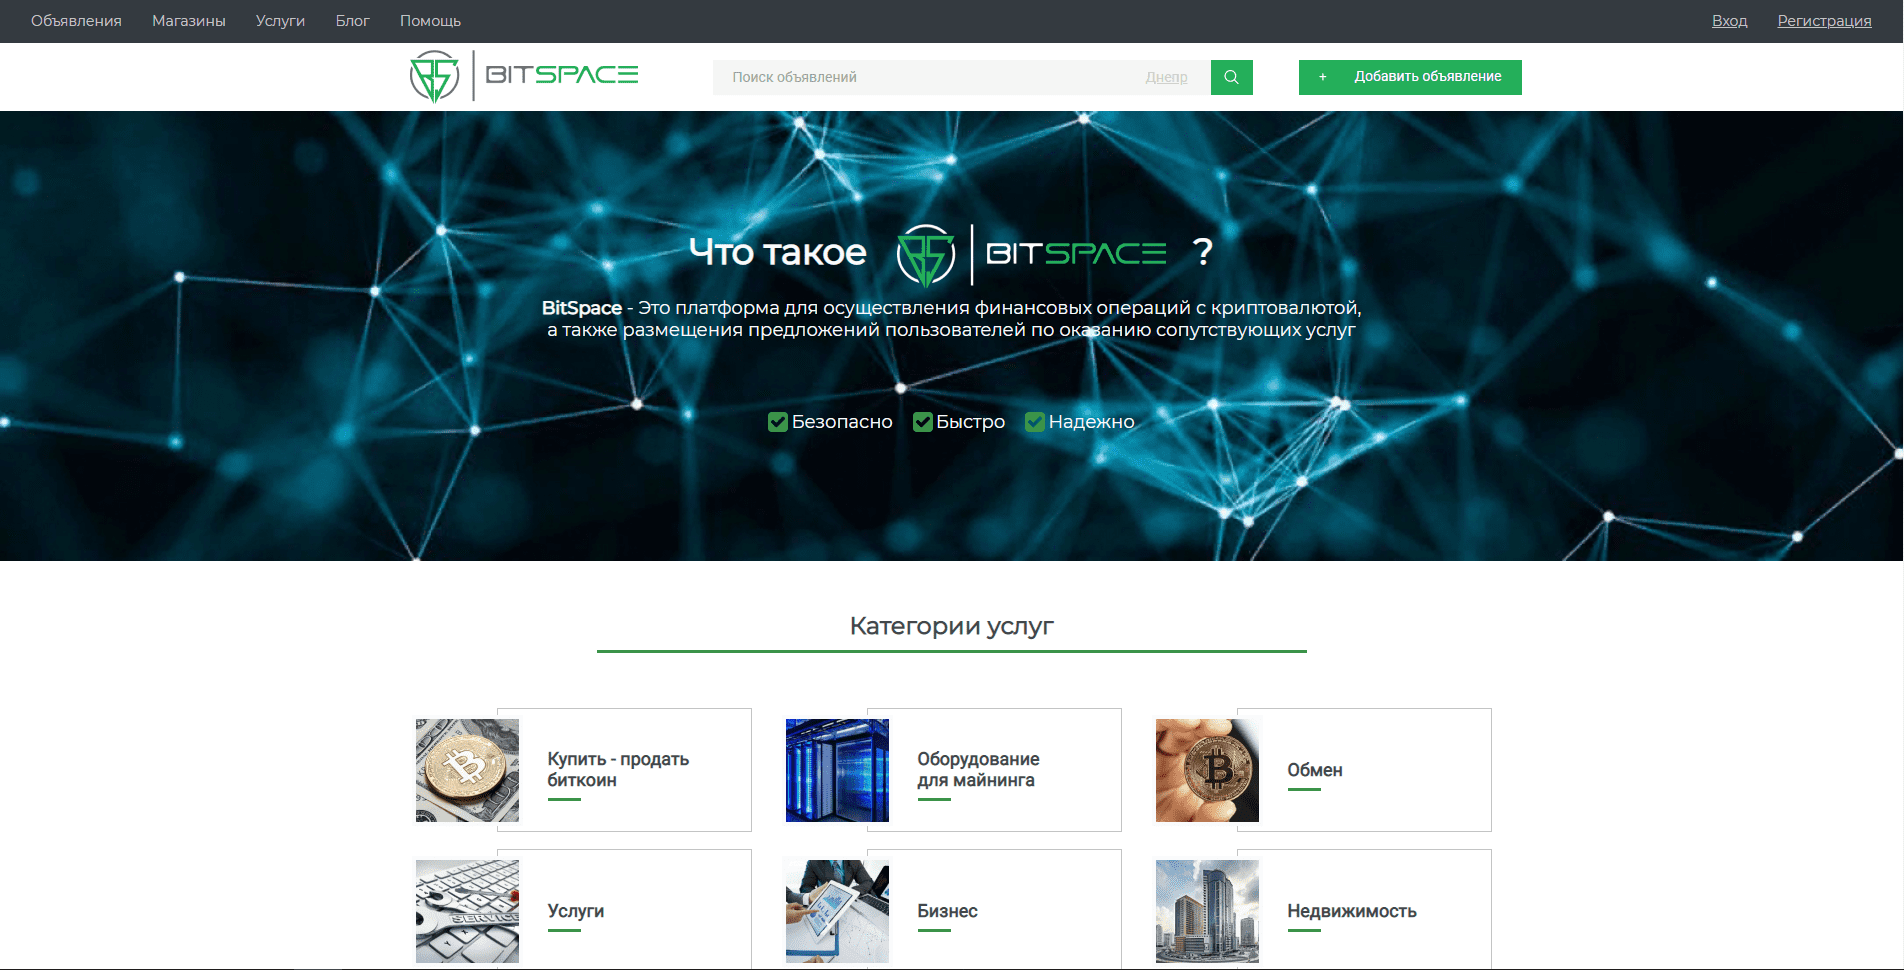 Объявления Магазины Услуги Блог Помощь Вход Регистрация
BITSPACE Поиск объявлений Днепр + Добавить объявление
Что такое BITSPACE ?
BitSpace - Это платформа для осуществления финансовых операций с криптовалютой,
а также размещения предложений пользователей по оказанию сопутствующих услуг
Безопасно Быстро Надежно
Категории услуг
Купить - продать
биткоин
Оборудование
для майнинга
Обмен
Услуги
SERVICE
Бизнес
Недвижимость